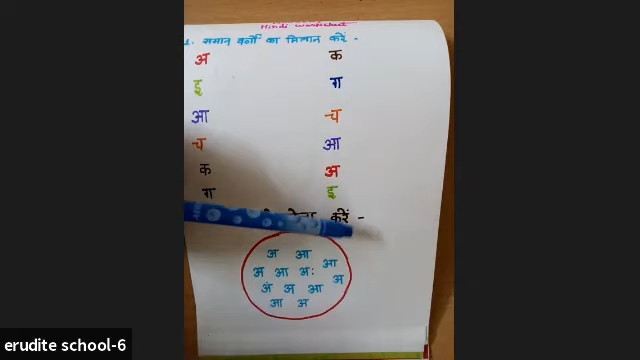 Hindi Worksheet
1. समान वर्णों का मिलान करें -
अ क
इ ग
आ च
च आ
क अ
ग इ
करें -
अ आ
अ आ अः आ
अं अ आ अ
आ अ
erudite school-6